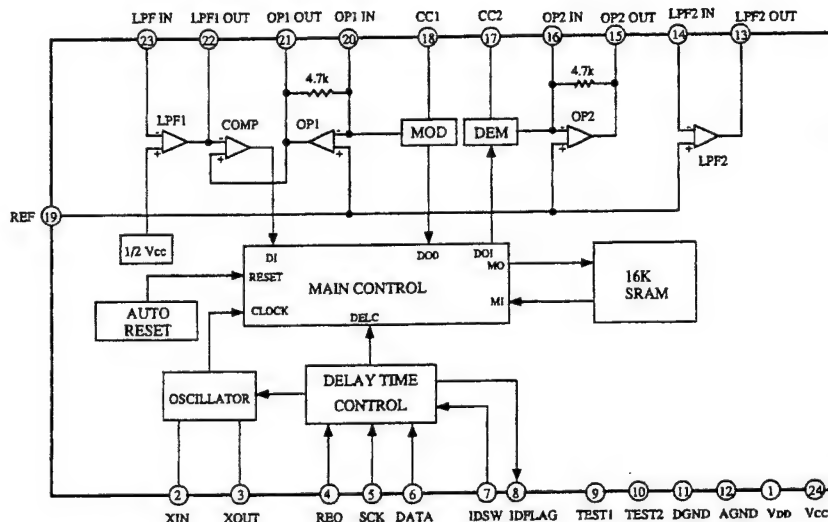 LPF IN LPF1 OUT OP1 OUT OP1 IN CC1 CC2 OP2 IN OP2 OUT LPF2 IN LPF2 OUT
23 22 21 20 18 17 16 15 14 13
4.7k 4.7k
LPF1 COMP OP1 MOD DEM OP2 LPF2
REF 19
1/2 Vcc
DI DOD DOI
MO
RESET
MAIN CONTROL
16K
SRAM
MI
CLOCK
DELC
AUTO
RESET
OSCILLATOR
DELAY TIME
CONTROL
2 3 4 5 6 7 8 9 10 11 12 1 24
XIN XOUT REQ SCK DATA IDSW IDFLAG TEST1 TEST2 DGND AGND VDD Vcc